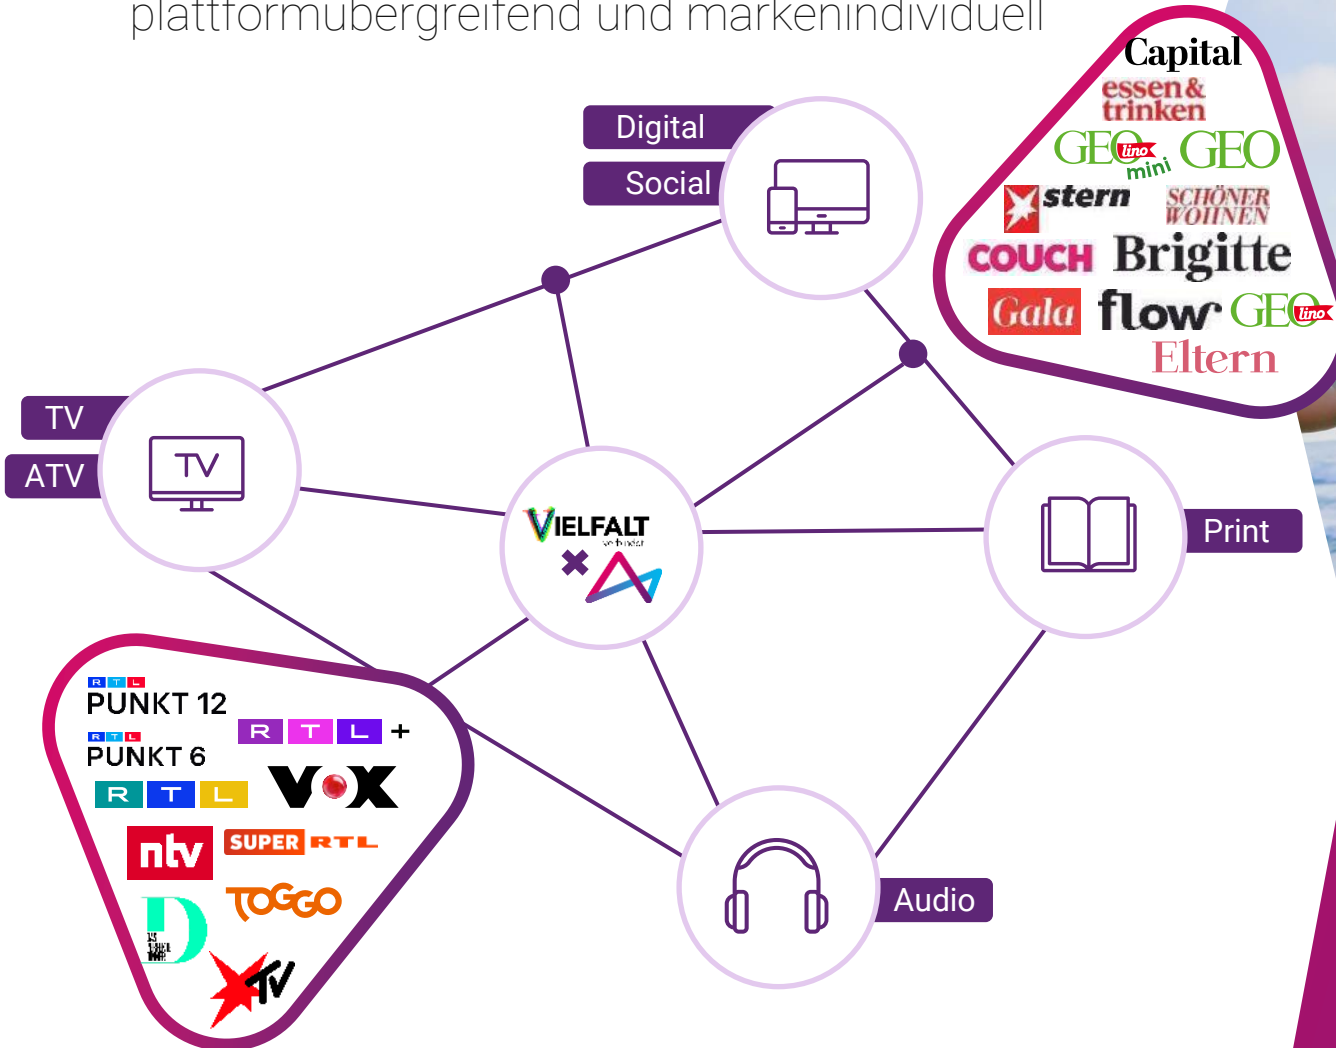 plattformübergreifend und markenindividuell
Capital
essen &
trinken
GEO lino mini GEO
stern SCHÖNER
WOHNEN
COUCH Brigitte
Gala flow GEO lino
Eltern
Digital
Social
TV
ATV
TV
VIELFALT
verbindet
Print
RTL
PUNKT 12
RTL +
RTL
PUNKT 6
RTL VOX
ntv SUPER RTL
TOGGO
D
TV
Audio